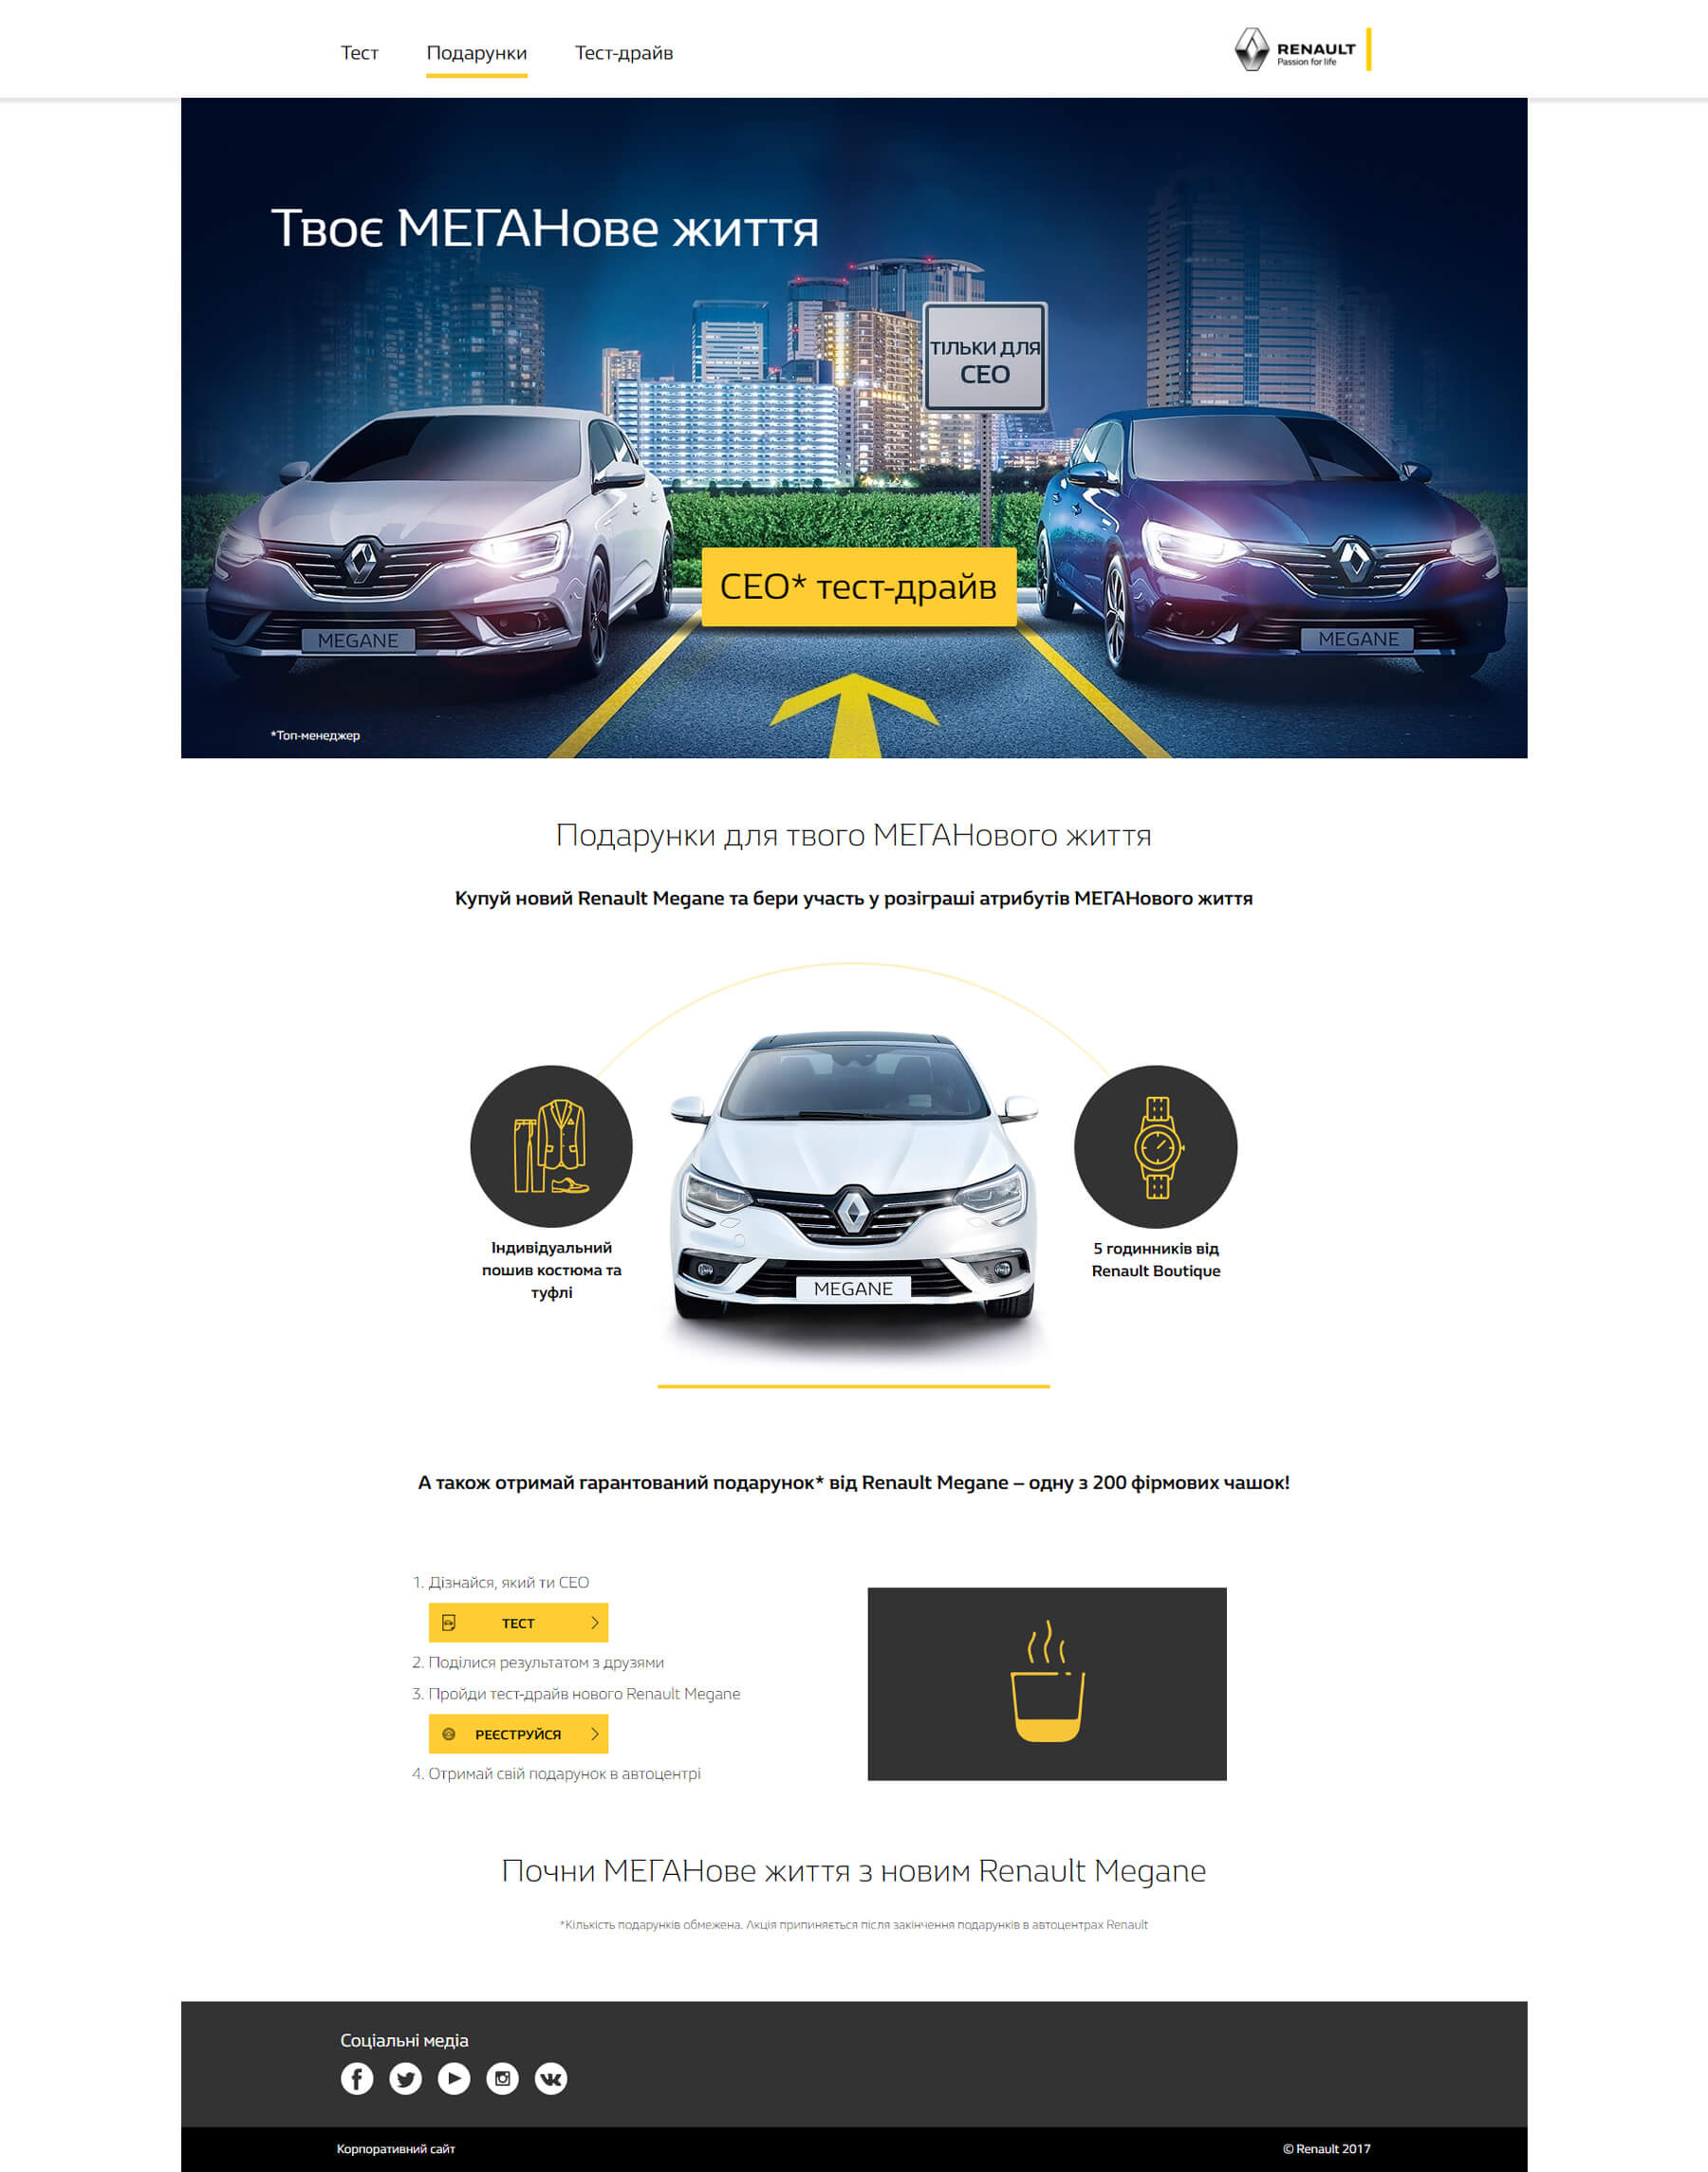 Тест
Подарунки
Тест-драйв
RENAULT
Passion for life
Твоє МЕГАНове життя
ТІЛЬКИ ДЛЯ
CEO
CEO* тест-драйв
MEGANE
MEGANE
*Топ-менеджер
Подарунки для твого МЕГАНового життя
Купуй новий Renault Megane та бери участь у розіграші атрибутів МЕГАНового життя
Індивідуальний
пошив костюма та
туфлі
MEGANE
5 годинників від
Renault Boutique
А також отримай гарантований подарунок* від Renault Megane – одну з 200 фірмових чашок!
1. Дізнайся, який ти CEO
ТЕСТ
2. Поділися результатом з друзями
3. Пройди тест-драйв нового Renault Megane
РЕЄСТРУЙСЯ
4. Отримай свій подарунок в автоцентрі
Почни МЕГАНове життя з новим Renault Megane
*Кількість подарунків обмежена. Акція припиняється після закінчення подарунків в автоцентрах Renault
Соціальні медіа
Корпоративний сайт
© Renault 2017